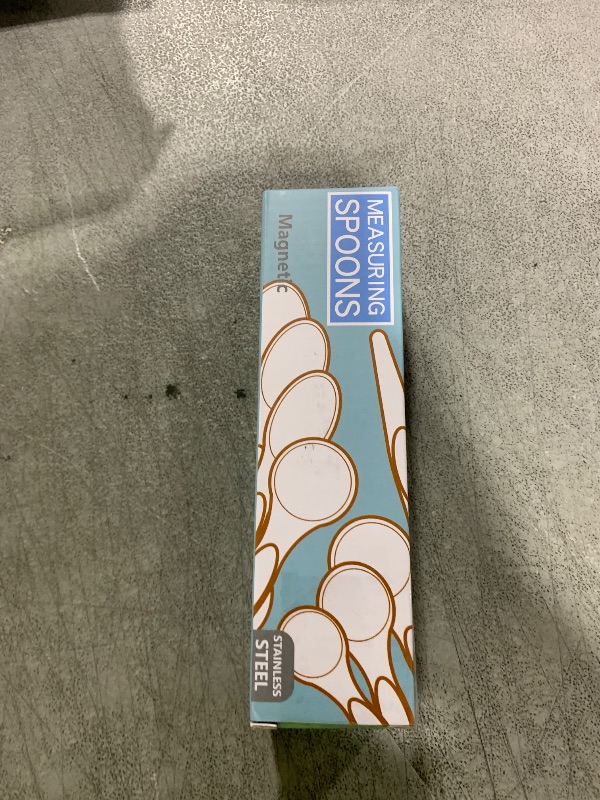 MEASURING
SPOONS
Magnetic
STAINLESS
STEEL